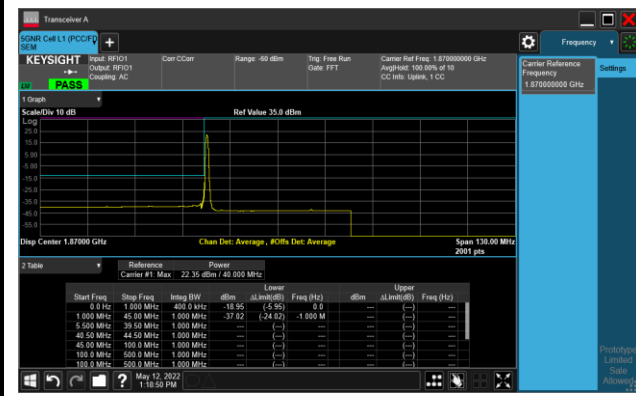 Transceiver A
5GNR Cell L1 (PCC/FD
SEM
+
Frequency
KEYSIGHT
Input: RFIO1
Output: RFIO1
Coupling: AC
Corr CCorr
Range: -60 dBm
Trig: Free Run
Gate: FFT
Carrier Ref Freq: 1.870000000 GHz
Avg|Hold: 100.00% of 10
CC Info: Uplink, 1 CC
PASS
Carrier Reference
Frequency
1.870000000 GHz
Settings
1 Graph
Scale/Div 10 dB
Ref Value 35.0 dBm
Log
25.0
15.0
5.00
-5.00
-15.0
-25.0
-35.0
-45.0
-55.0
Disp Center 1.87000 GHz
Chan Det: Average , #Offs Det: Average
Span 130.00 MHz
2001 pts
2 Table
Reference Power
Carrier #1: Max 22.35 dBm / 40.000 MHz
Lower Upper
Start Freq Stop Freq Integ BW dBm ΔLimit(dB) Freq (Hz) dBm ΔLimit(dB) Freq (Hz)
0.0 Hz 1.000 MHz 400.0 kHz -18.95 (-5.95) 0.0 --- (---) ---
1.000 MHz 45.00 MHz 1.000 MHz -37.02 (-24.02) -1.000 M --- (---) ---
5.500 MHz 39.50 MHz 1.000 MHz --- (---) --- --- (---) ---
40.50 MHz 44.50 MHz 1.000 MHz --- (---) --- --- (---) ---
45.00 MHz 100.0 MHz 1.000 MHz --- (---) --- --- (---) ---
100.0 MHz 500.0 MHz 1.000 MHz --- (---) --- --- (---) ---
100.0 MHz 500.0 MHz 1.000 MHz --- (---) --- --- (---) ---
Prototype
Limited
Sale
Allowed
?
May 12, 2022
1:18:50 PM